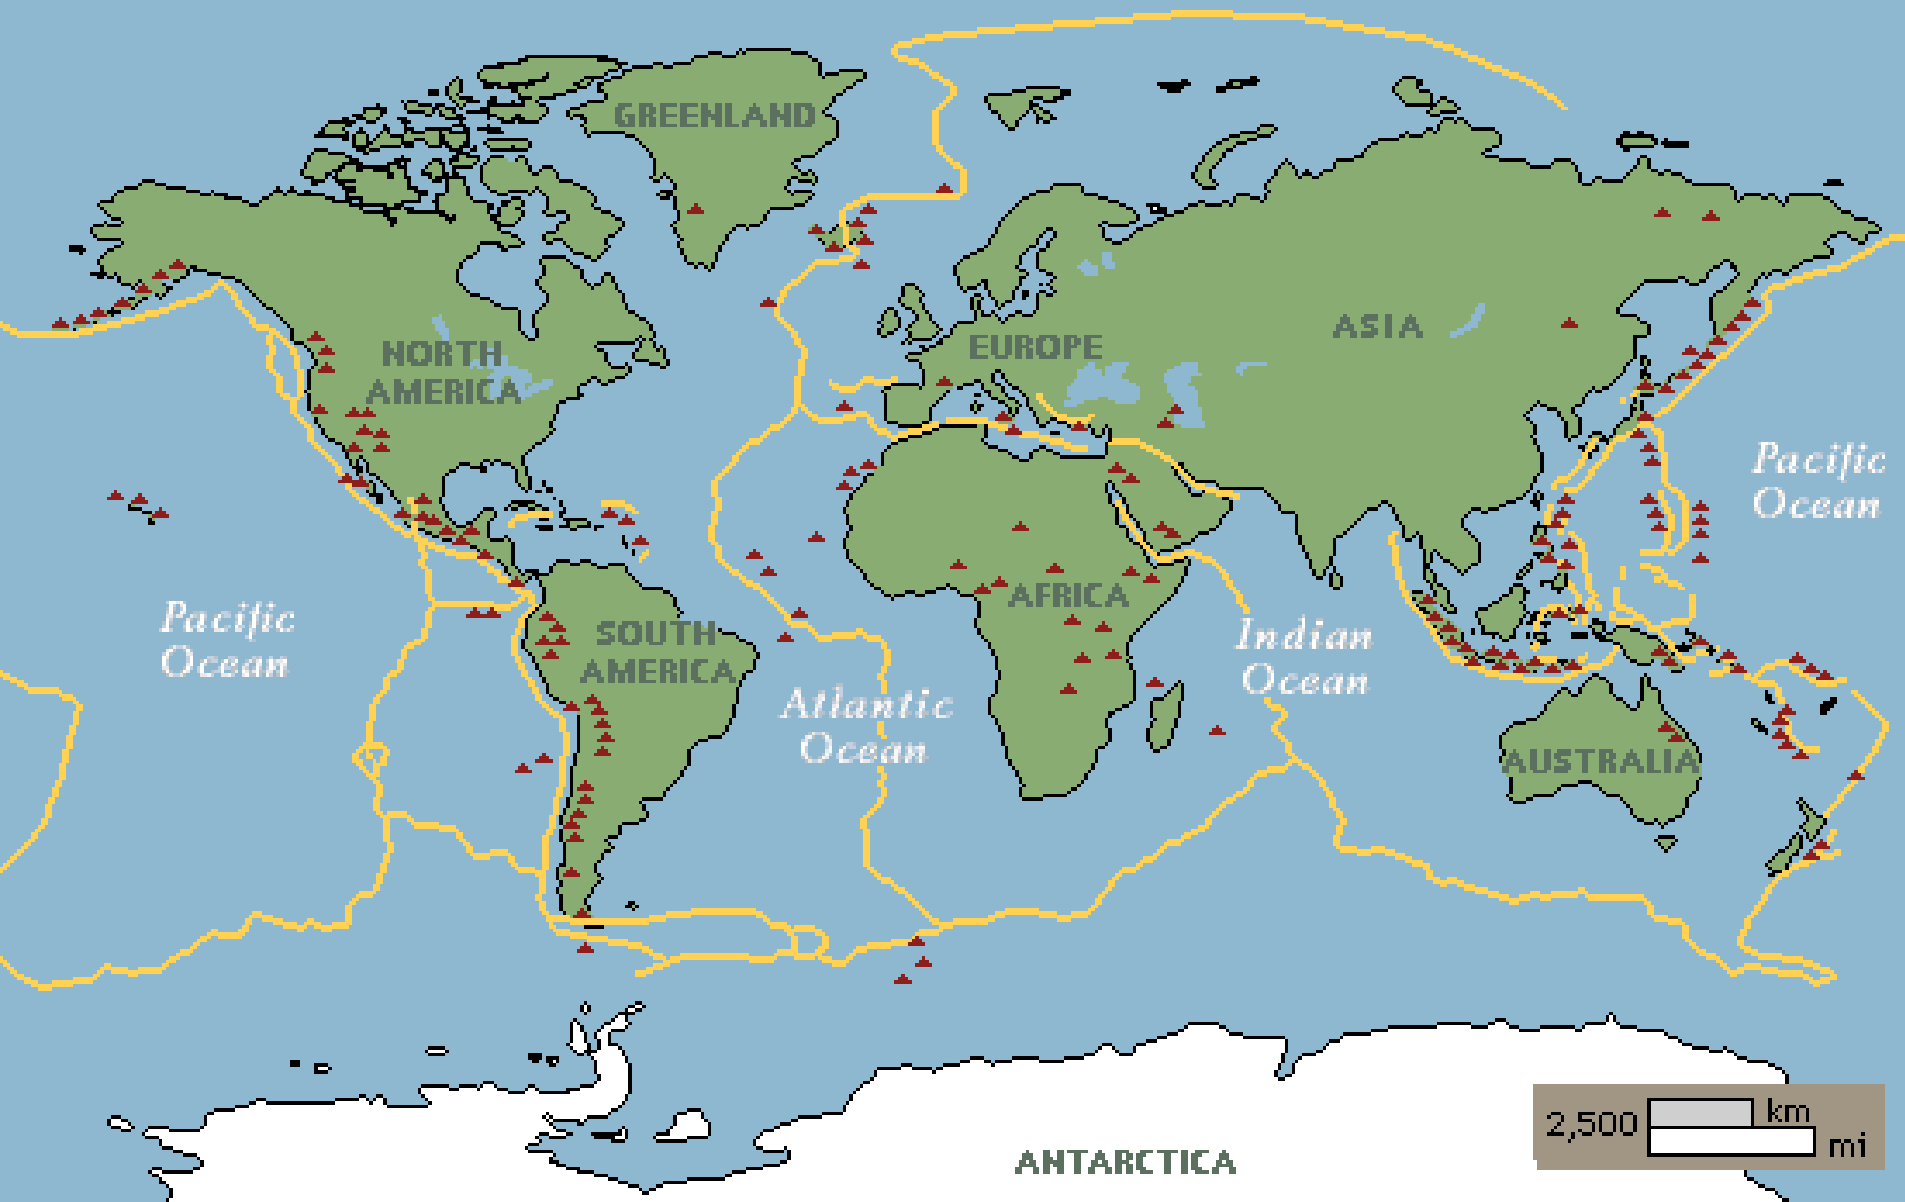 GREENLAND
NORTH
AMERICA
EUROPE
ASIA
Pacific
Ocean
Pacific
Ocean
SOUTH
AMERICA
AFRICA
Indian
Ocean
Atlantic
Ocean
AUSTRALIA
2,500
km
mi
ANTARCTICA